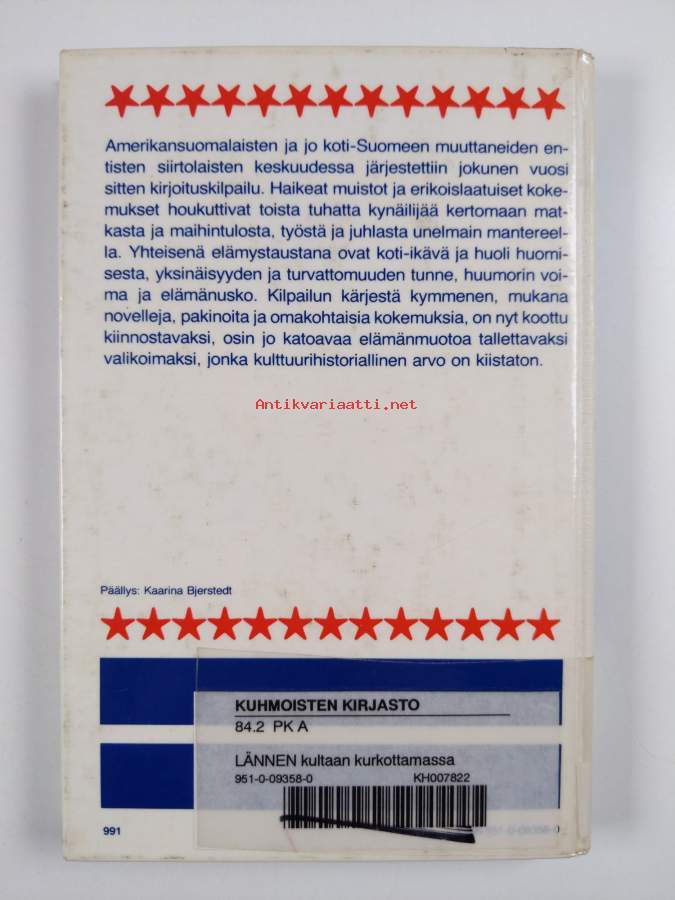 Amerikansuomalaisten ja jo koti-Suomeen muuttaneiden en-
tisten siirtolaisten keskuudessa järjestettiin jokunen vuosi
sitten kirjoituskilpailu. Haikeat muistot ja erikoislaatuiset koke-
mukset houkuttivat toista tuhatta kynäilijää kertomaan mat-
kasta ja maihintulosta, työstä ja juhlasta unelmain mantereel-
la. Yhteisenä elämystaustana ovat koti-ikävä ja huoli huomi-
sesta, yksinäisyyden ja turvattomuuden tunne, huumorin voi-
ma ja elämänusko. Kilpailun kärjestä kymmenen, mukana
novelleja, pakinoita ja omakohtaisia kokemuksia, on nyt koottu
kiinnostavaksi, osin jo katoavaa elämänmuotoa tallettavaksi
valikoimaksi, jonka kulttuurihistoriallinen arvo on kiistaton.
Antikvariaatti.net
Päällys: Kaarina Bjerstedt
KUHMOISTEN KIRJASTO
84.2 PK A
LÄNNEN kultaan kurkottamassa
951-0-09358-0 KH007822
991